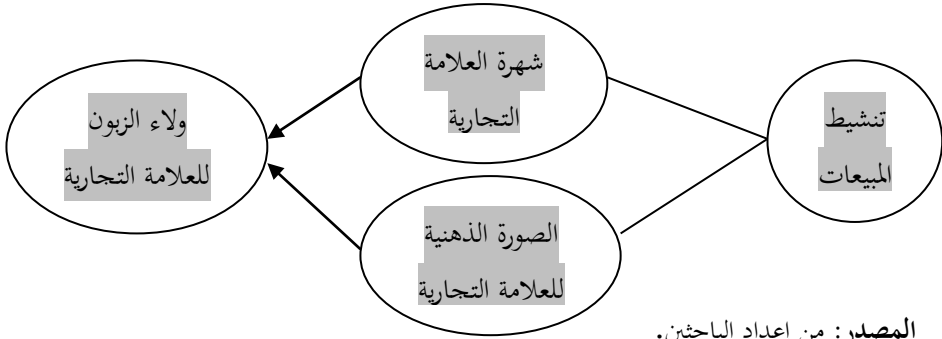 شهرة العلامة
التجارية
تنشيط
المبيعات
ولاء الزبون
للعلامة التجارية
الصورة الذهنية
للعلامة التجارية
المصدر: من اعداد الباحثين.